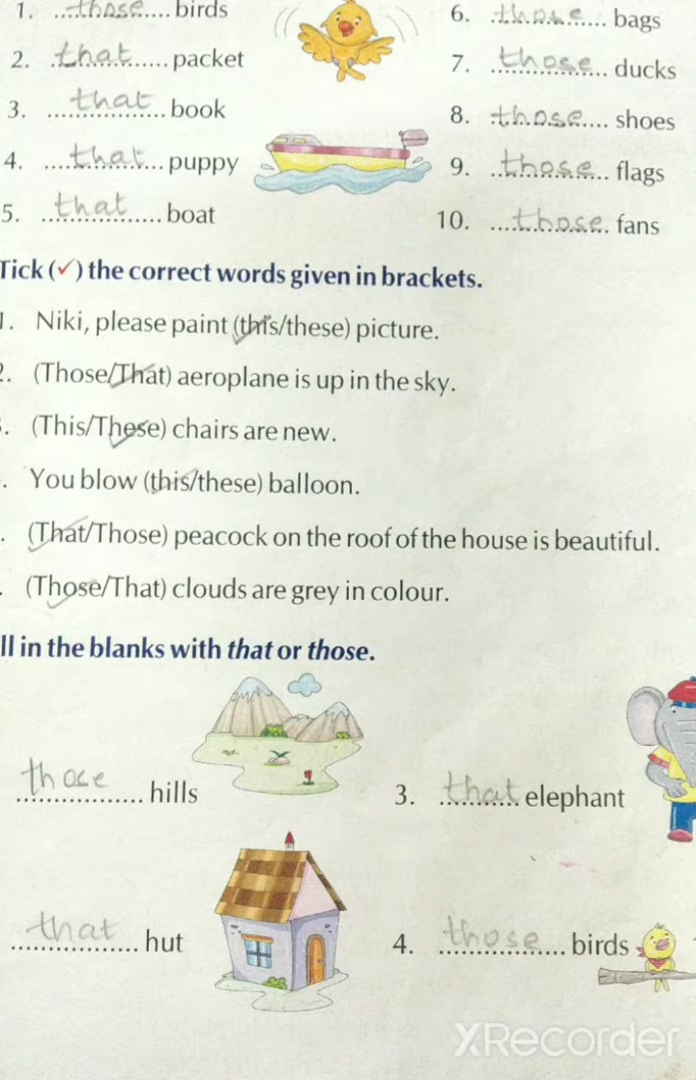 1. those birds
2. that packet
3. that book
4. that puppy
5. that boat
6. those bags
7. those ducks
8. those shoes
9. those flags
10. those fans
Tick (✓) the correct words given in brackets.
1. Niki, please paint (this/these) picture.
2. (Those/That) aeroplane is up in the sky.
. (This/These) chairs are new.
. You blow (this/these) balloon.
. (That/Those) peacock on the roof of the house is beautiful.
. (Those/That) clouds are grey in colour.
ll in the blanks with that or those.
those hills
3. that elephant
that hut
4. those birds
XRecorder